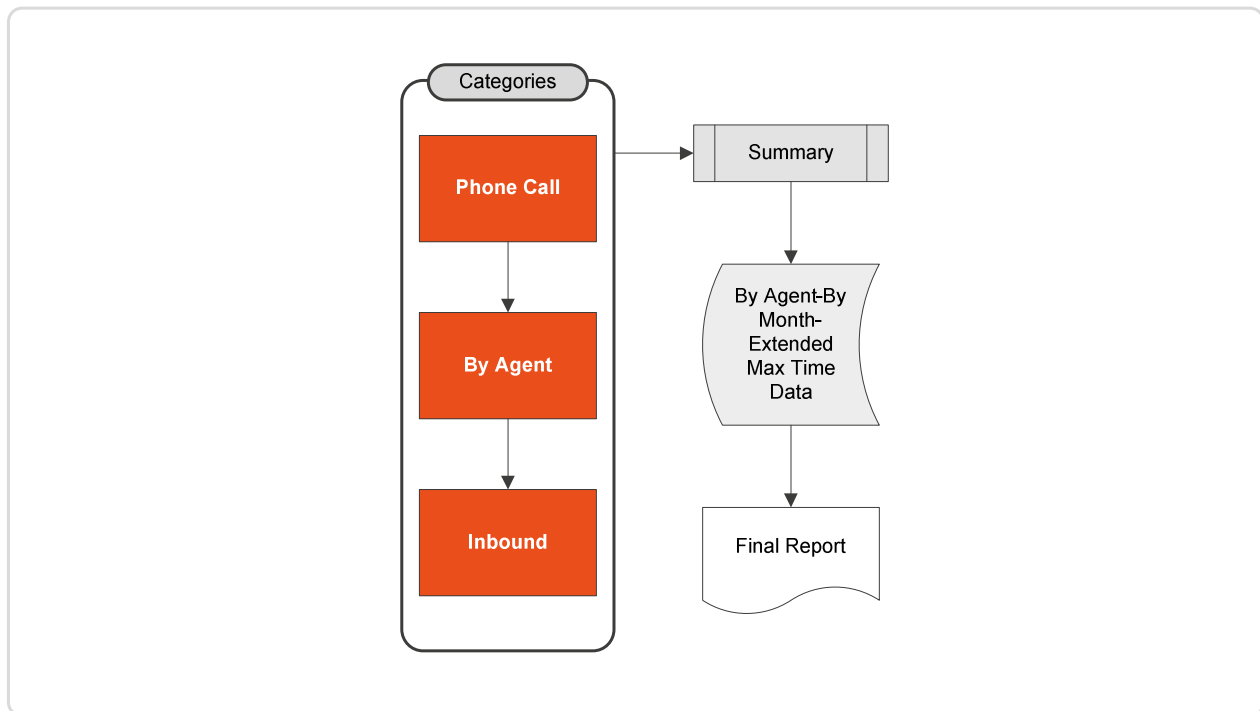 Categories
Phone Call
By Agent
Inbound
Summary
By Agent-By
Month-
Extended
Max Time
Data
Final Report